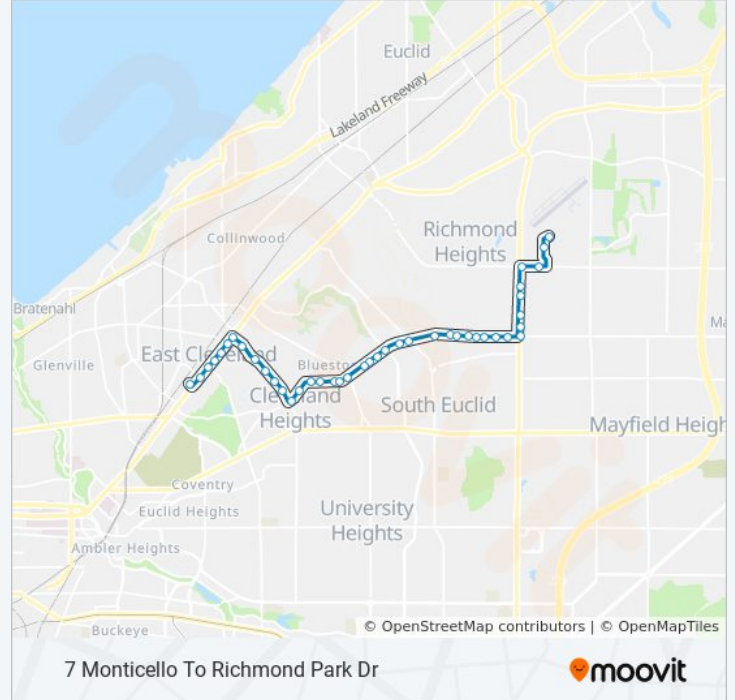 Euclid
Lakeland Freeway
Richmond
Heights
Collinwood
Bratenahl
Glenville
East Cleveland
Cleveland
Heights
South Euclid
Mayfield Heigh
Coventry
Euclid Heights
University
Heights
Ambler Heights
Buckeye
© OpenStreetMap contributors | © OpenMapTiles
7 Monticello To Richmond Park Dr
moovit